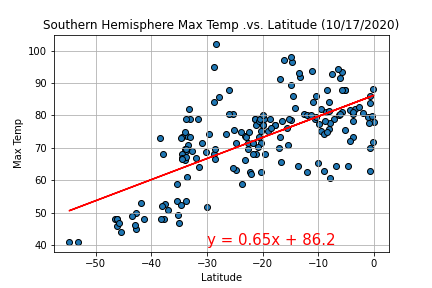 Southern Hemisphere Max Temp .vs. Latitude (10/17/2020)
100
90
80
70
60
50
40
Max Temp
y = 0.65x + 86.2
−50 −40 −30 −20 −10 0
Latitude